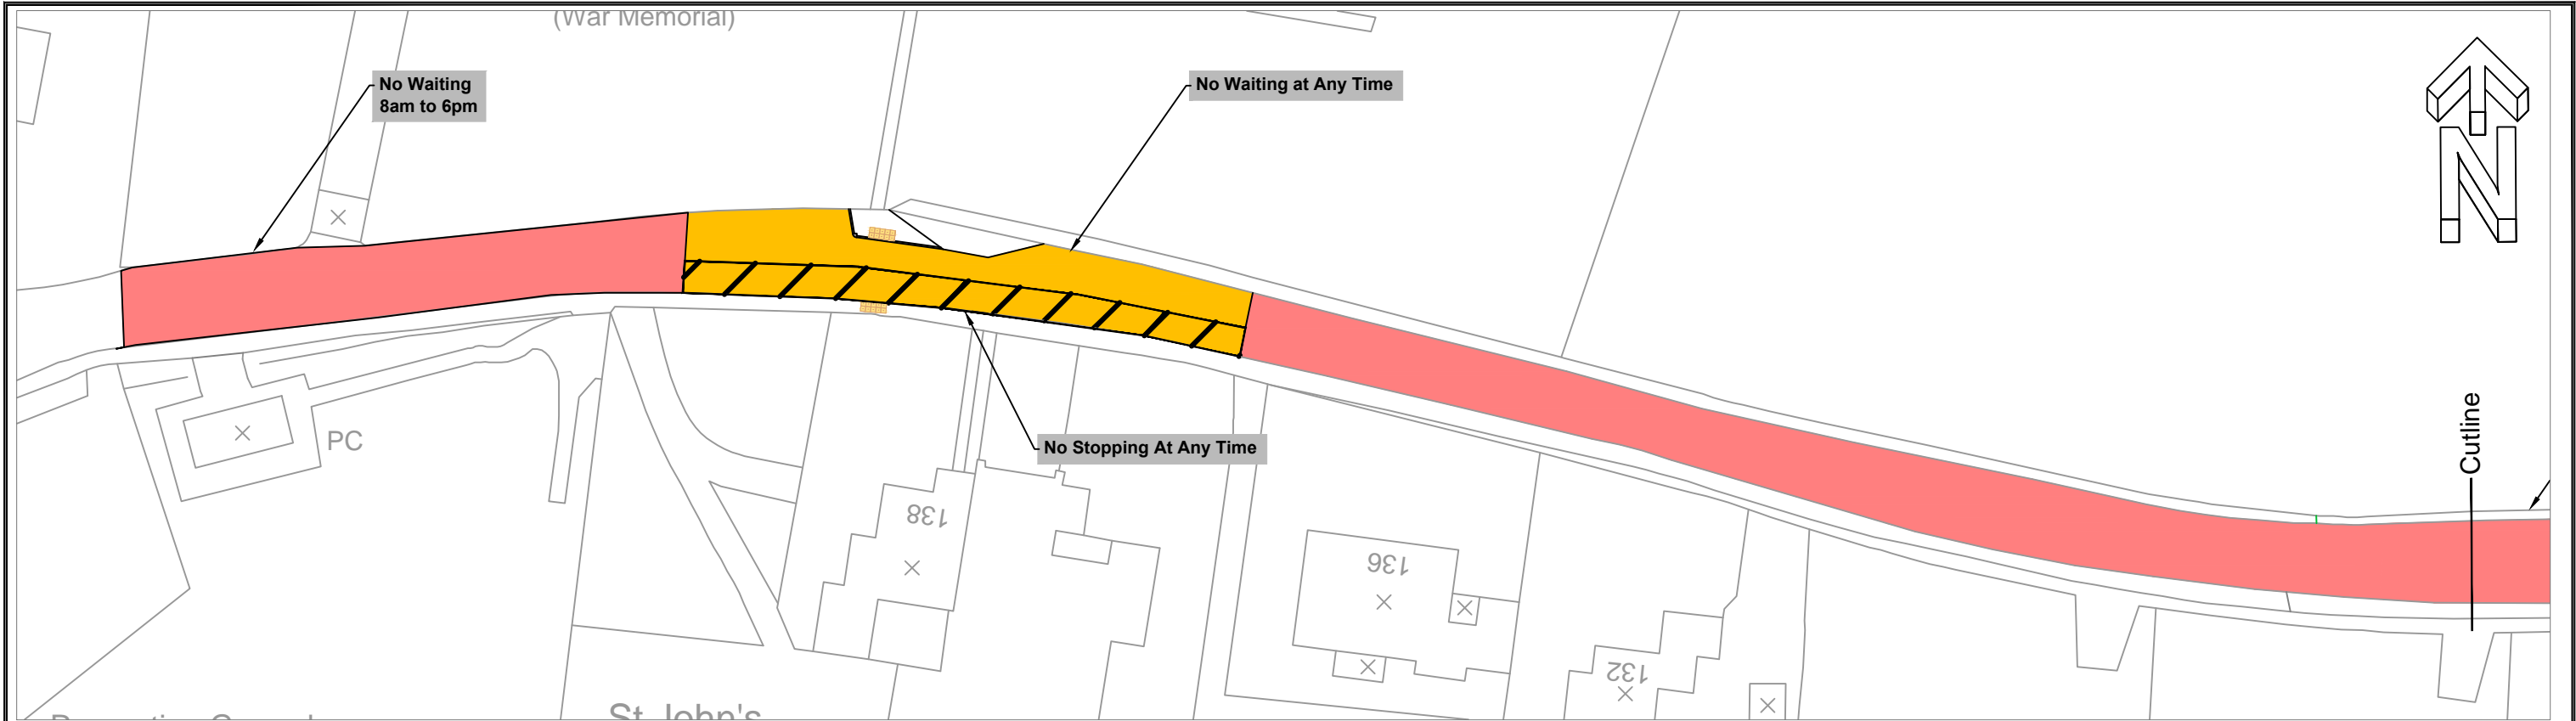 (War Memorial)
No Waiting
8am to 6pm
No Waiting at Any Time
N
Cutline
PC
No Stopping At Any Time
138
136
132
St John's